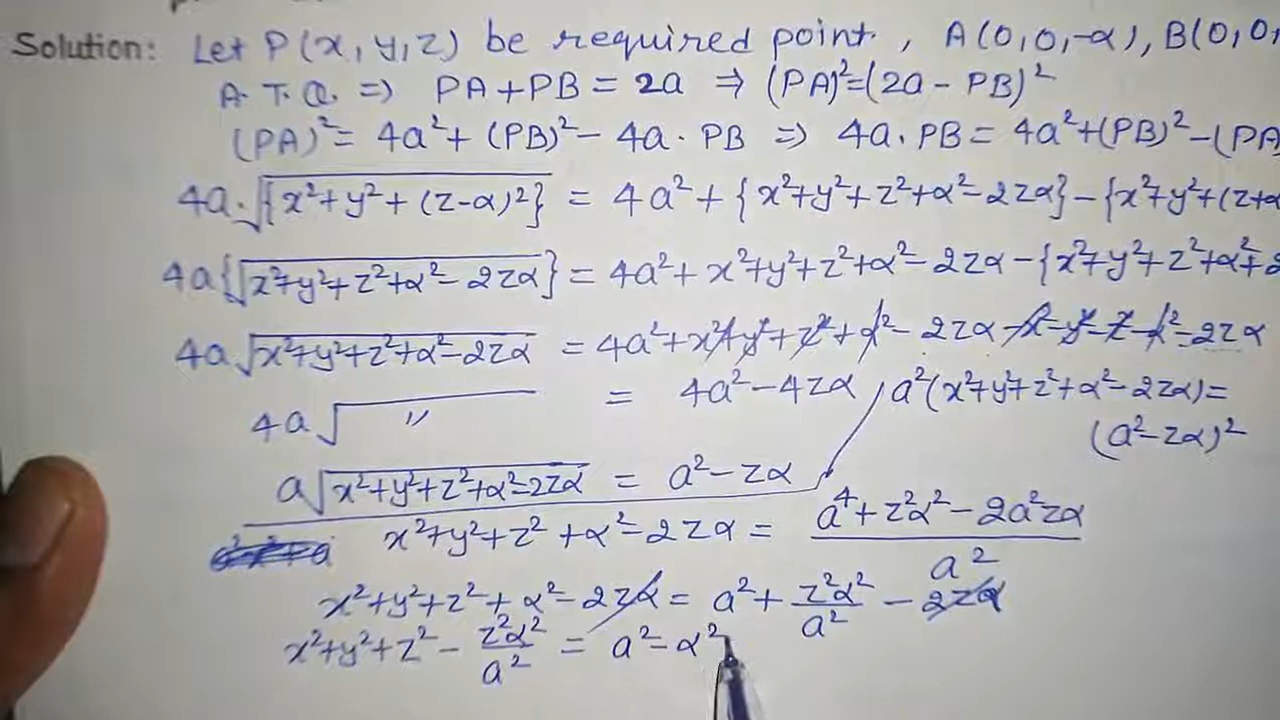 Solution: Let P(x, y, z) be required point, A(0,0,-α), B(0,0,
A.T.Q. => PA+PB = 2a => (PA)²=(2a - PB)²
(PA)² = 4a² + (PB)² - 4a . PB => 4a . PB = 4a²+(PB)² -(PA
4a.√{x²+y²+(z-α)²} = 4a² + {x²+y²+z²+α²-2zα} - {x²+y²+(z+α
4a{√x²+y²+z²+α²-2zα} = 4a²+x²+y²+z²+α²-2zα-{x²+y²+z²+α²+2
4a√x²+y²+z²+α²-2zα = 4a²+x²+y²+z²+α²-2zα-x²-y²-z²-α²-2zα
4a√ " = 4a²-4zα, a²(x²+y²+z²+α²-2zα)=
(a²-zα)²
a√x²+y²+z²+α²-2zα = a²-zα
x²+y²+z²+α²-2zα = a⁴+z²α²-2a²zα / a²
x²+y²+z²+α²-2zα = a²+ z²α²/a² - 2zα
x²+y²+z² - z²α²/a² = a²-α²